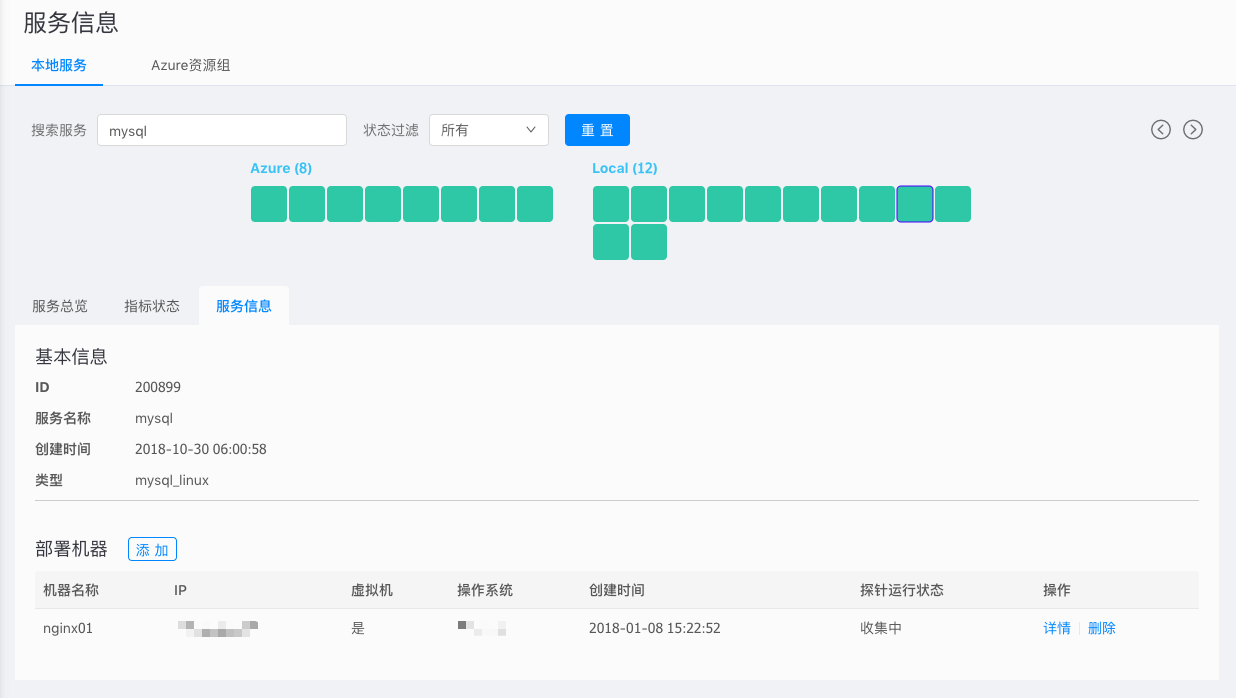 服务信息
本地服务 Azure资源组
搜索服务 mysql 状态过滤 所有 重 置
Azure (8) Local (12)
服务总览 指标状态 服务信息
基本信息
ID 200899
服务名称 mysql
创建时间 2018-10-30 06:00:58
类型 mysql_linux
部署机器 添 加
机器名称 IP 虚拟机 操作系统 创建时间 探针运行状态 操作
nginx01 是 2018-01-08 15:22:52 收集中 详情 删除